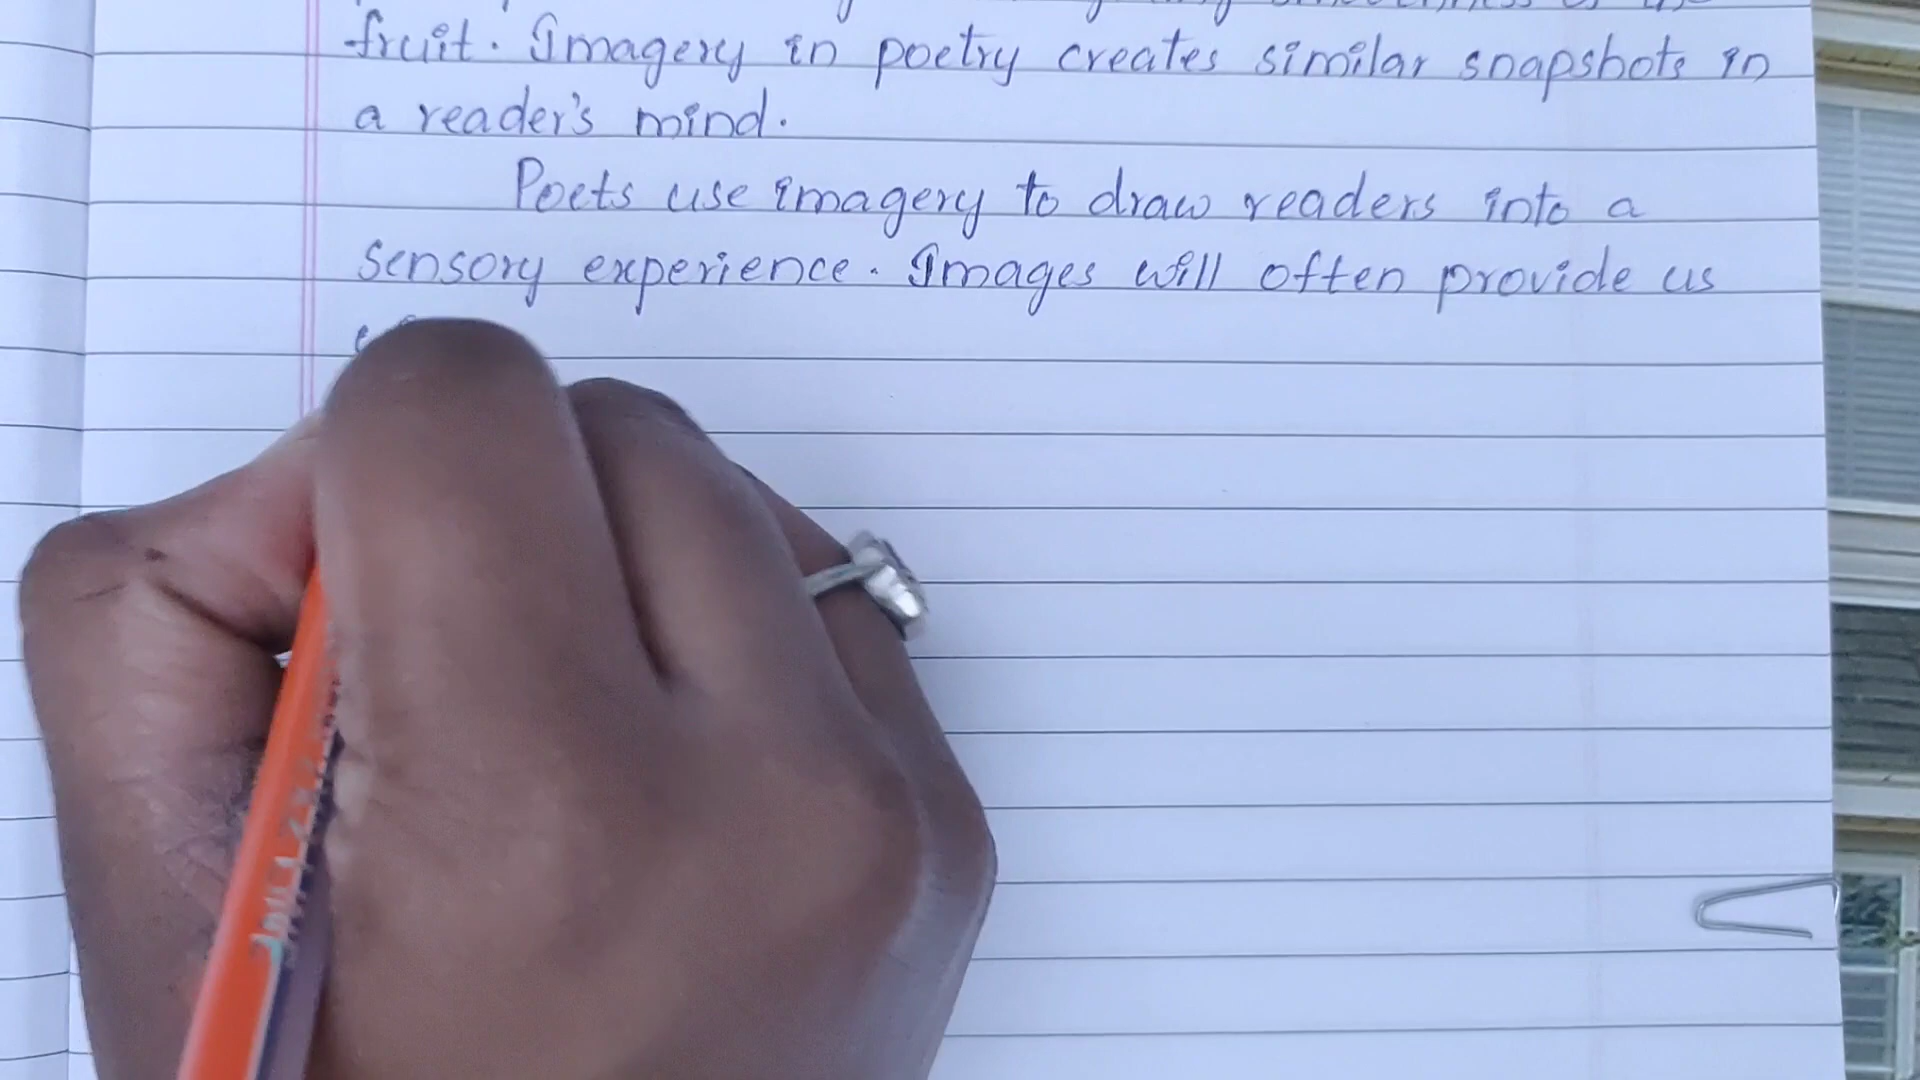 fruit. Imagery in poetry creates similar snapshots in
a reader's mind.
Poets use imagery to draw readers into a
sensory experience. Images will often provide us